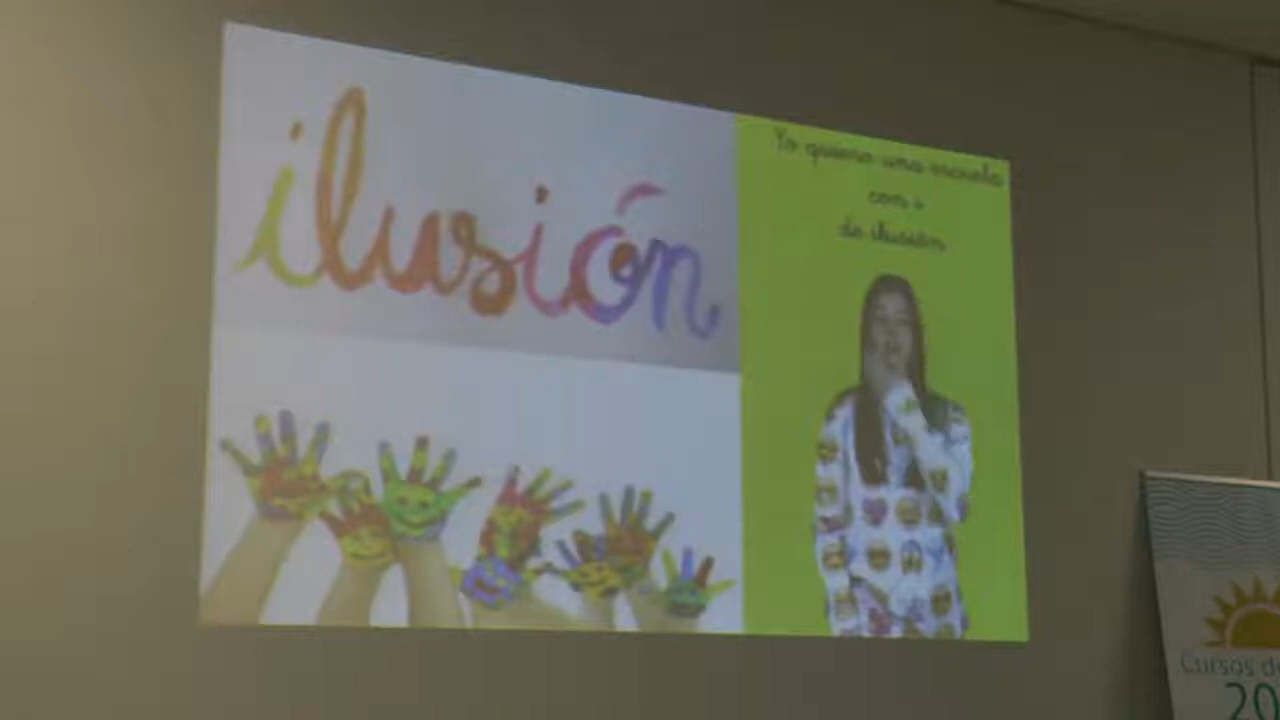 ilusión
Yo quiero una escuela
con i
de ilusión
Cursos de
20